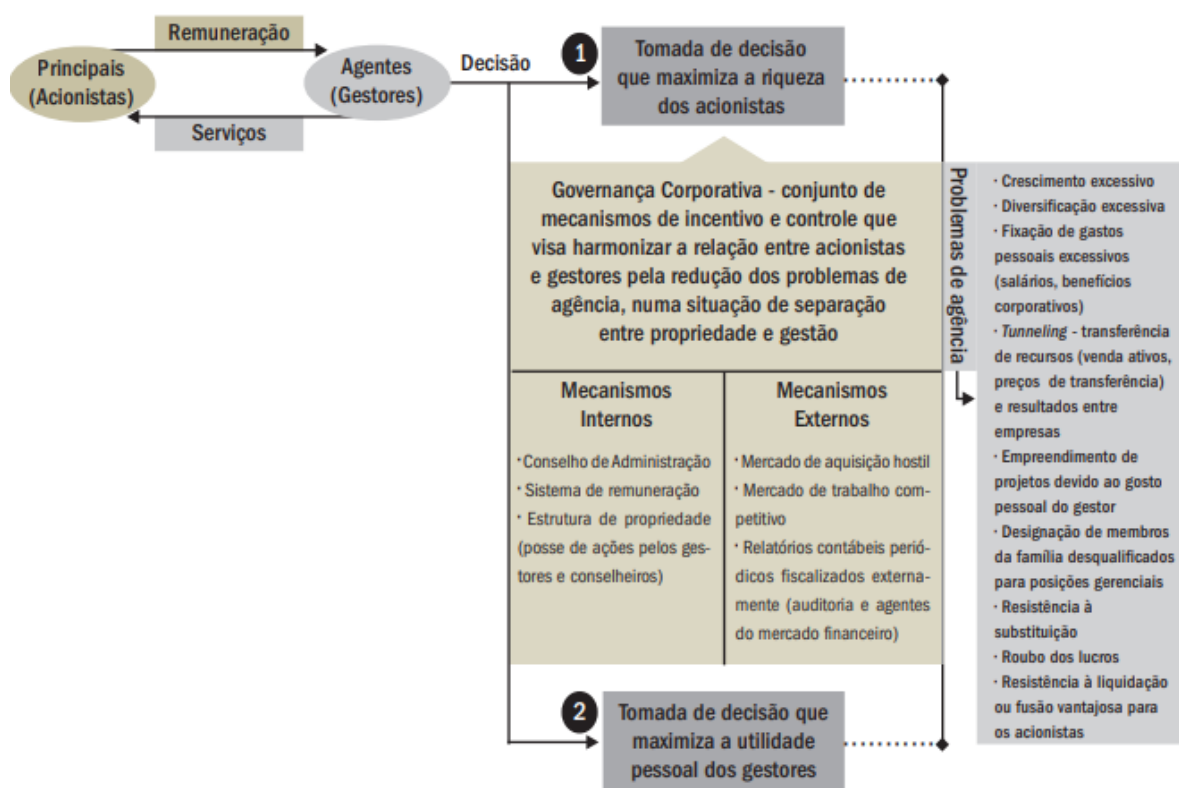 Remuneração
Principais
(Acionistas)
Agentes
(Gestores)
Serviços
Decisão
1
Tomada de decisão
que maximiza a riqueza
dos acionistas
Governança Corporativa - conjunto de
mecanismos de incentivo e controle que
visa harmonizar a relação entre acionistas
e gestores pela redução dos problemas de
agência, numa situação de separação
entre propriedade e gestão
Mecanismos
Internos
· Conselho de Administração
· Sistema de remuneração
· Estrutura de propriedade
(posse de ações pelos ges-
tores e conselheiros)
Mecanismos
Externos
· Mercado de aquisição hostil
· Mercado de trabalho com-
petitivo
· Relatórios contábeis perió-
dicos fiscalizados externa-
mente (auditoria e agentes
do mercado financeiro)
2
Tomada de decisão que
maximiza a utilidade
pessoal dos gestores
Problemas de agência
· Crescimento excessivo
· Diversificação excessiva
· Fixação de gastos
pessoais excessivos
(salários, benefícios
corporativos)
· Tunneling - transferência
de recursos (venda ativos,
preços de transferência)
e resultados entre
empresas
· Empreendimento de
projetos devido ao gosto
pessoal do gestor
· Designação de membros
da família desqualificados
para posições gerenciais
· Resistência à
substituição
· Roubo dos lucros
· Resistência à liquidação
ou fusão vantajosa para
os acionistas